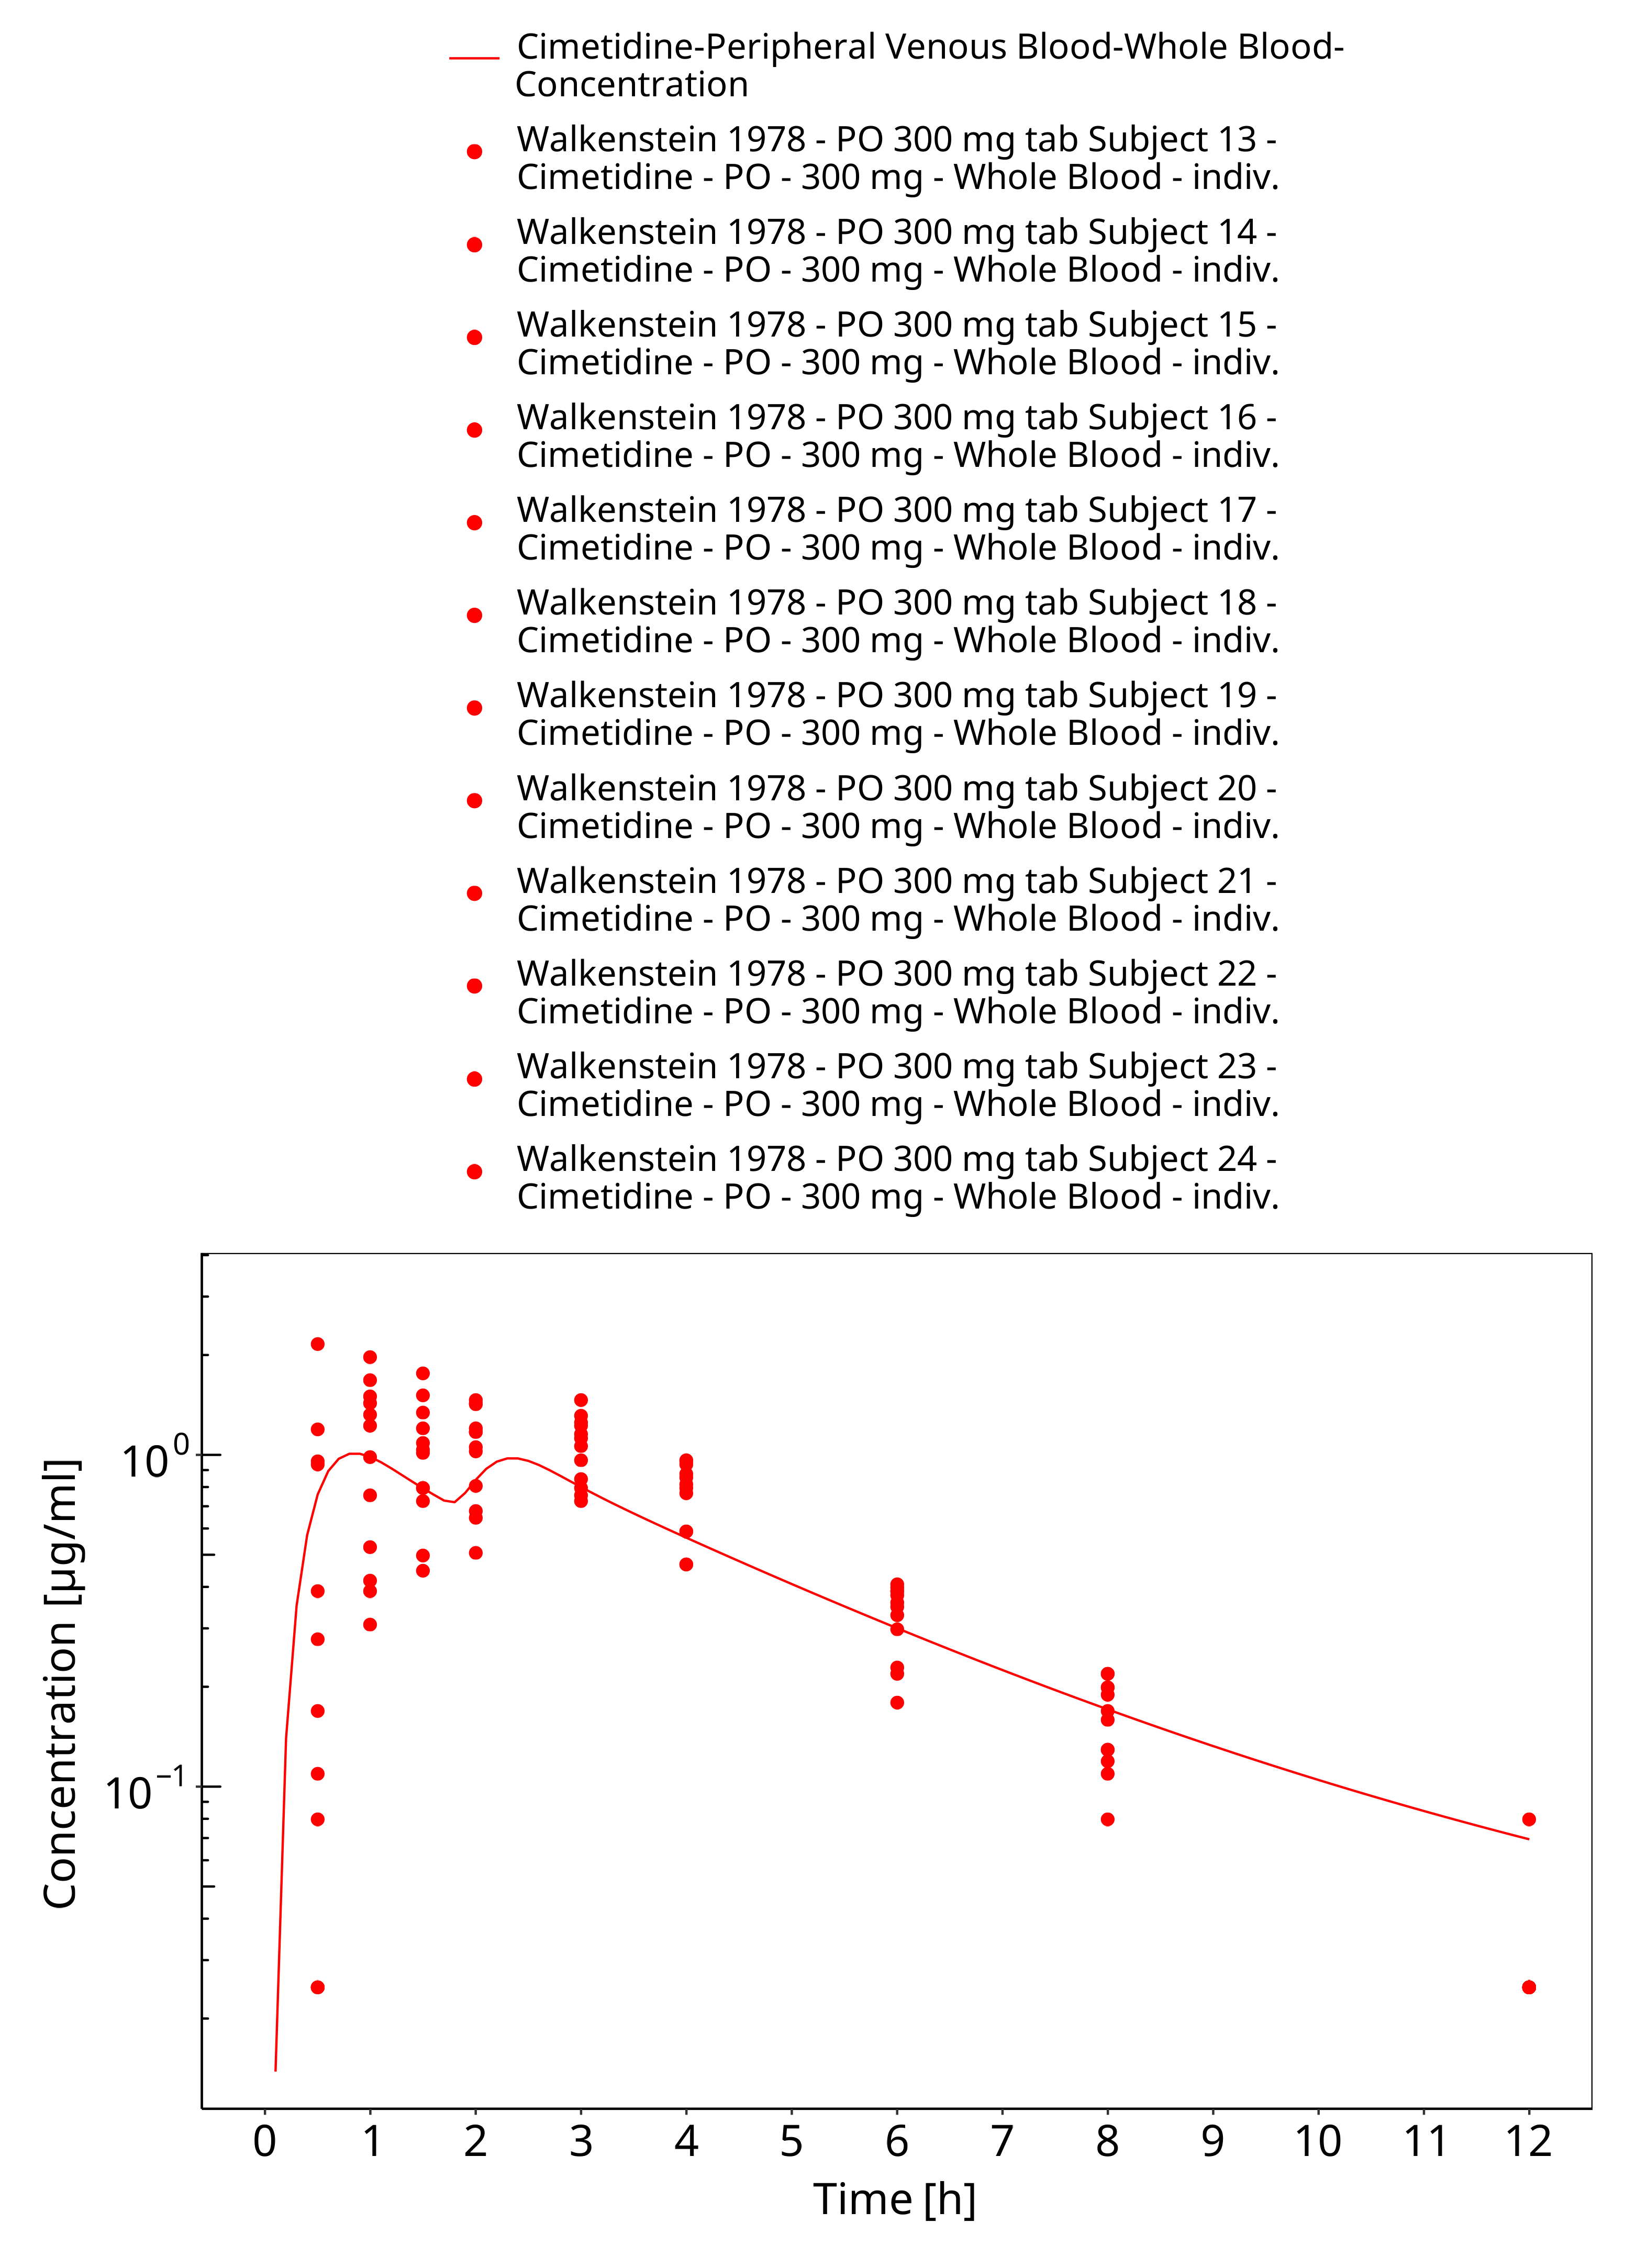 Cimetidine-Peripheral Venous Blood-Whole Blood-
Concentration
Walkenstein 1978 - PO 300 mg tab Subject 13 -
Cimetidine - PO - 300 mg - Whole Blood - indiv.
Walkenstein 1978 - PO 300 mg tab Subject 14 -
Cimetidine - PO - 300 mg - Whole Blood - indiv.
Walkenstein 1978 - PO 300 mg tab Subject 15 -
Cimetidine - PO - 300 mg - Whole Blood - indiv.
Walkenstein 1978 - PO 300 mg tab Subject 16 -
Cimetidine - PO - 300 mg - Whole Blood - indiv.
Walkenstein 1978 - PO 300 mg tab Subject 17 -
Cimetidine - PO - 300 mg - Whole Blood - indiv.
Walkenstein 1978 - PO 300 mg tab Subject 18 -
Cimetidine - PO - 300 mg - Whole Blood - indiv.
Walkenstein 1978 - PO 300 mg tab Subject 19 -
Cimetidine - PO - 300 mg - Whole Blood - indiv.
Walkenstein 1978 - PO 300 mg tab Subject 20 -
Cimetidine - PO - 300 mg - Whole Blood - indiv.
Walkenstein 1978 - PO 300 mg tab Subject 21 -
Cimetidine - PO - 300 mg - Whole Blood - indiv.
Walkenstein 1978 - PO 300 mg tab Subject 22 -
Cimetidine - PO - 300 mg - Whole Blood - indiv.
Walkenstein 1978 - PO 300 mg tab Subject 23 -
Cimetidine - PO - 300 mg - Whole Blood - indiv.
Walkenstein 1978 - PO 300 mg tab Subject 24 -
Cimetidine - PO - 300 mg - Whole Blood - indiv.
Concentration [µg/ml]
10⁰
10⁻¹
0 1 2 3 4 5 6 7 8 9 10 11 12
Time [h]